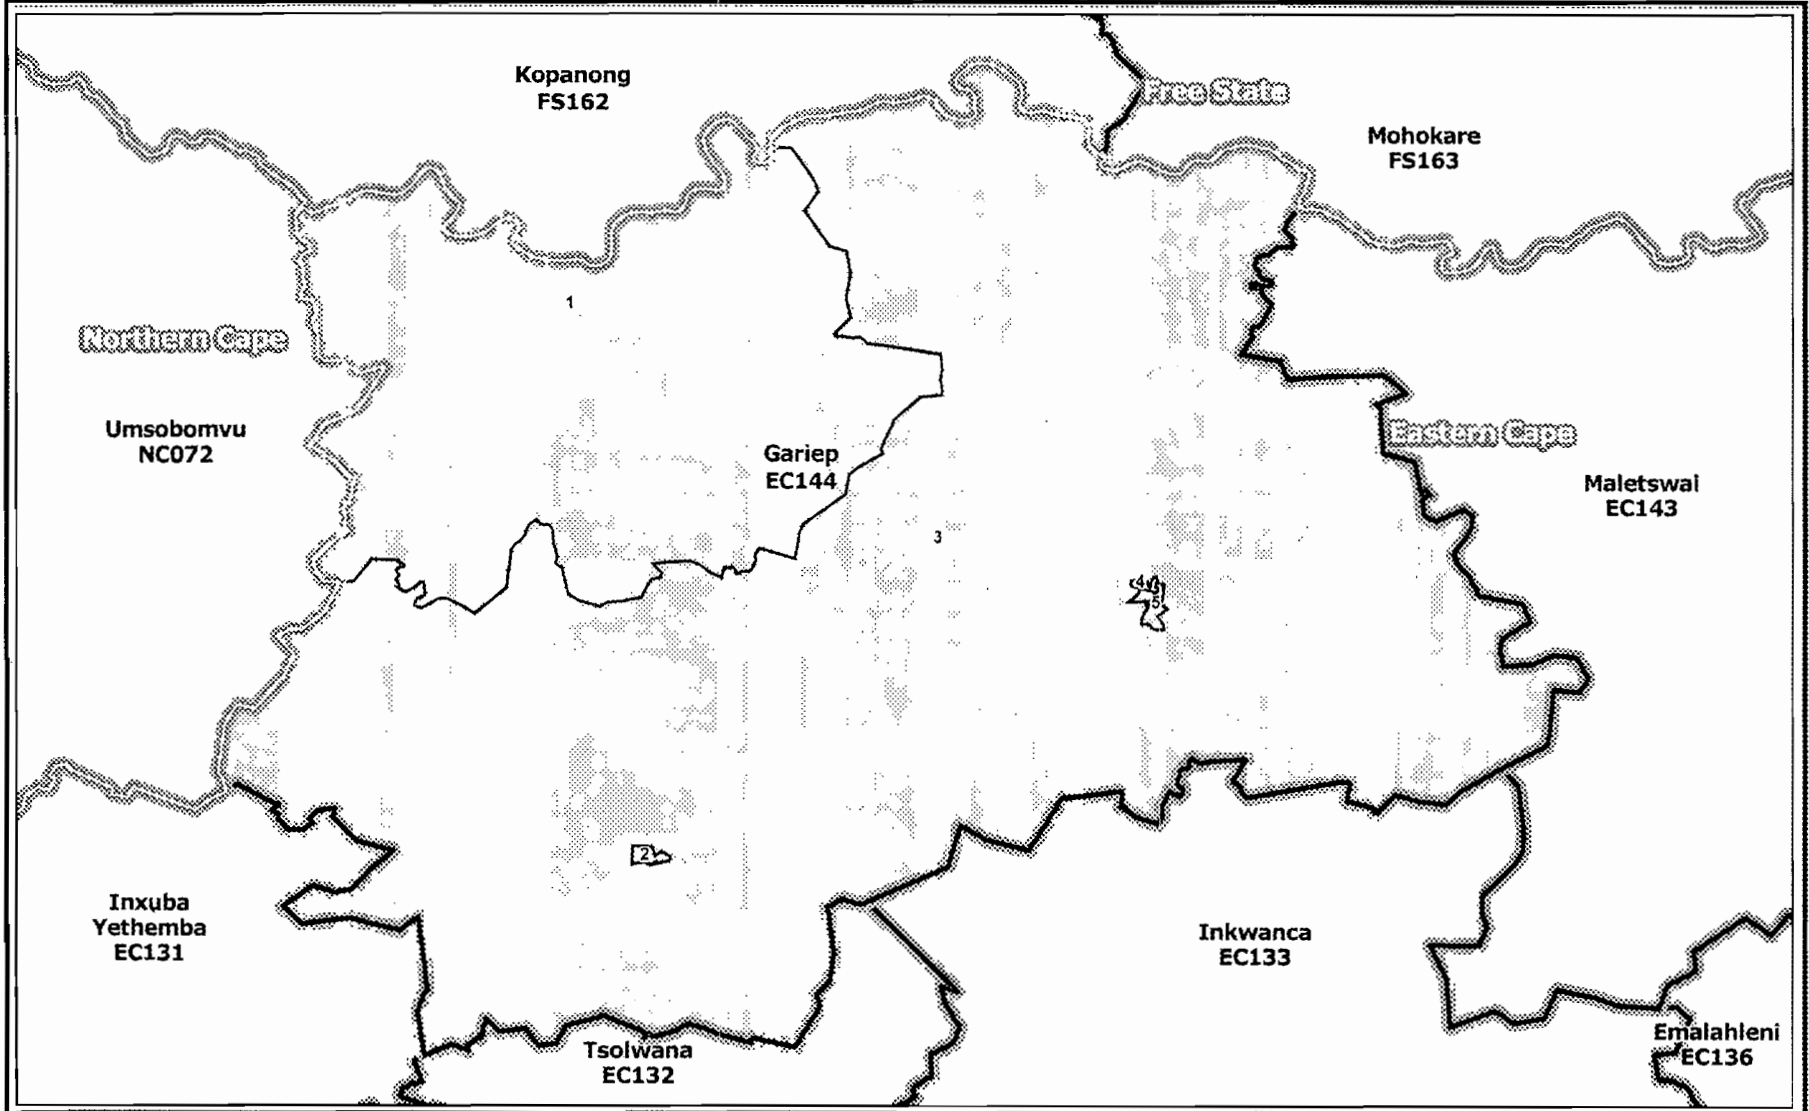 Kopanong
FS162
Free State
Mohokare
FS163
1
Northern Cape
Umsobomvu
NC072
Gariep
EC144
Eastern Cape
Maletswai
EC143
3
4
5
2
Inxuba
Yethemba
EC131
Inkwanca
EC133
Tsolwana
EC132
Emalahleni
EC136